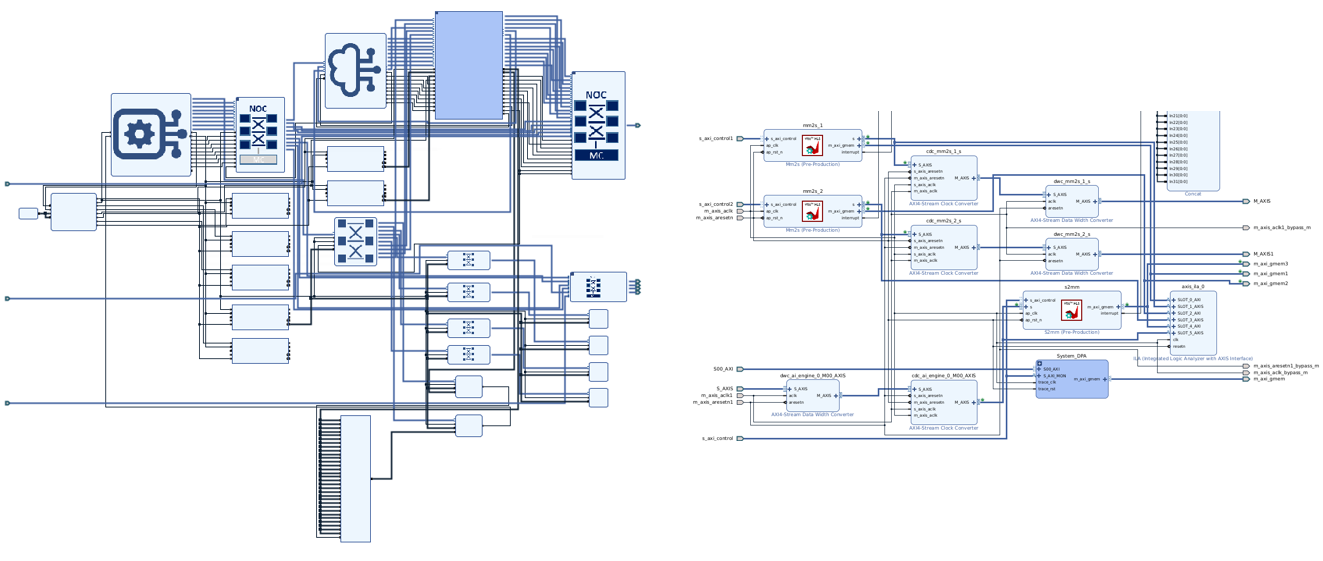 NOC
MC
NOC
MC
In21[0:0]
In22[0:0]
In23[0:0]
In24[0:0]
In25[0:0]
In26[0:0]
In27[0:0]
In28[0:0]
In29[0:0]
In30[0:0]
In31[0:0]
Concat
mm2s_1
s_axi_control1
s_axi_control
ap_clk
ap_rst_n
s
m_axi_gmem
interrupt
Mm2s (Pre-Production)
cdc_mm2s_1_s
S_AXIS
s_axis_aresetn
m_axis_aresetn
s_axis_aclk
m_axis_aclk
M_AXIS
AXI4-Stream Clock Converter
dwc_mm2s_1_s
S_AXIS
aclk
aresetn
M_AXIS
AXI4-Stream Data Width Converter
M_AXIS
m_axis_aclk1_bypass_m
mm2s_2
s_axi_control2
m_axis_aclk
m_axis_aresetn
s_axi_control
ap_clk
ap_rst_n
s
m_axi_gmem
interrupt
Mm2s (Pre-Production)
cdc_mm2s_2_s
S_AXIS
s_axis_aresetn
m_axis_aresetn
s_axis_aclk
m_axis_aclk
M_AXIS
AXI4-Stream Clock Converter
dwc_mm2s_2_s
S_AXIS
aclk
aresetn
M_AXIS
AXI4-Stream Data Width Converter
M_AXIS1
m_axi_gmem3
m_axi_gmem1
m_axi_gmem2
s2mm
s_axi_control
s
ap_clk
ap_rst_n
m_axi_gmem
interrupt
S2mm (Pre-Production)
axis_ila_0
SLOT_0_AXI
SLOT_1_AXIS
SLOT_2_AXI
SLOT_3_AXIS
SLOT_4_AXI
SLOT_5_AXIS
clk
resetn
ILA (Integrated Logic Analyzer with AXIS Interface)
System_DPA
S00_AXI
S_AXI_MON
trace_clk
trace_rst
m_axi_gmem
m_axis_aresetn1_bypass_m
m_axis_aclk_bypass_m
m_axi_gmem
S00_AXI
dwc_ai_engine_0_M00_AXIS
S_AXIS
m_axis_aclk1
m_axis_aresetn1
S_AXIS
aclk
aresetn
M_AXIS
AXI4-Stream Data Width Converter
cdc_ai_engine_0_M00_AXIS
S_AXIS
s_axis_aresetn
m_axis_aresetn
s_axis_aclk
m_axis_aclk
M_AXIS
AXI4-Stream Clock Converter
s_axi_control